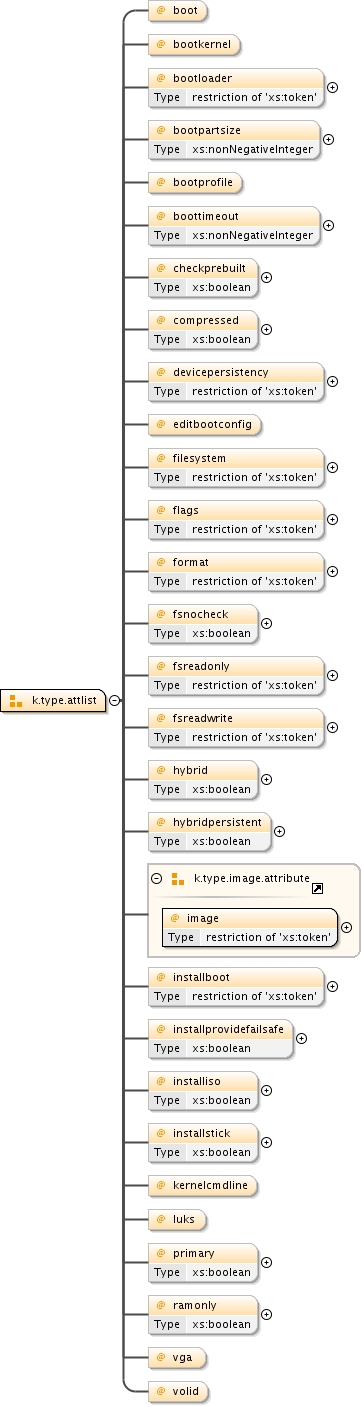 @ boot
@ bootkernel
@ bootloader
Type restriction of 'xs:token'
@ bootpartsize
Type xs:nonNegativeInteger
@ bootprofile
@ boottimeout
Type xs:nonNegativeInteger
@ checkprebuilt
Type xs:boolean
@ compressed
Type xs:boolean
@ devicepersistency
Type restriction of 'xs:token'
@ editbootconfig
@ filesystem
Type restriction of 'xs:token'
@ flags
Type restriction of 'xs:token'
@ format
Type restriction of 'xs:token'
@ fsnocheck
Type xs:boolean
@ fsreadonly
Type restriction of 'xs:token'
k.type.attlist
@ fsreadwrite
Type restriction of 'xs:token'
@ hybrid
Type xs:boolean
@ hybridpersistent
Type xs:boolean
k.type.image.attribute
@ image
Type restriction of 'xs:token'
@ installboot
Type restriction of 'xs:token'
@ installprovidefailsafe
Type xs:boolean
@ installiso
Type xs:boolean
@ installstick
Type xs:boolean
@ kernelcmdline
@ luks
@ primary
Type xs:boolean
@ ramonly
Type xs:boolean
@ vga
@ volid